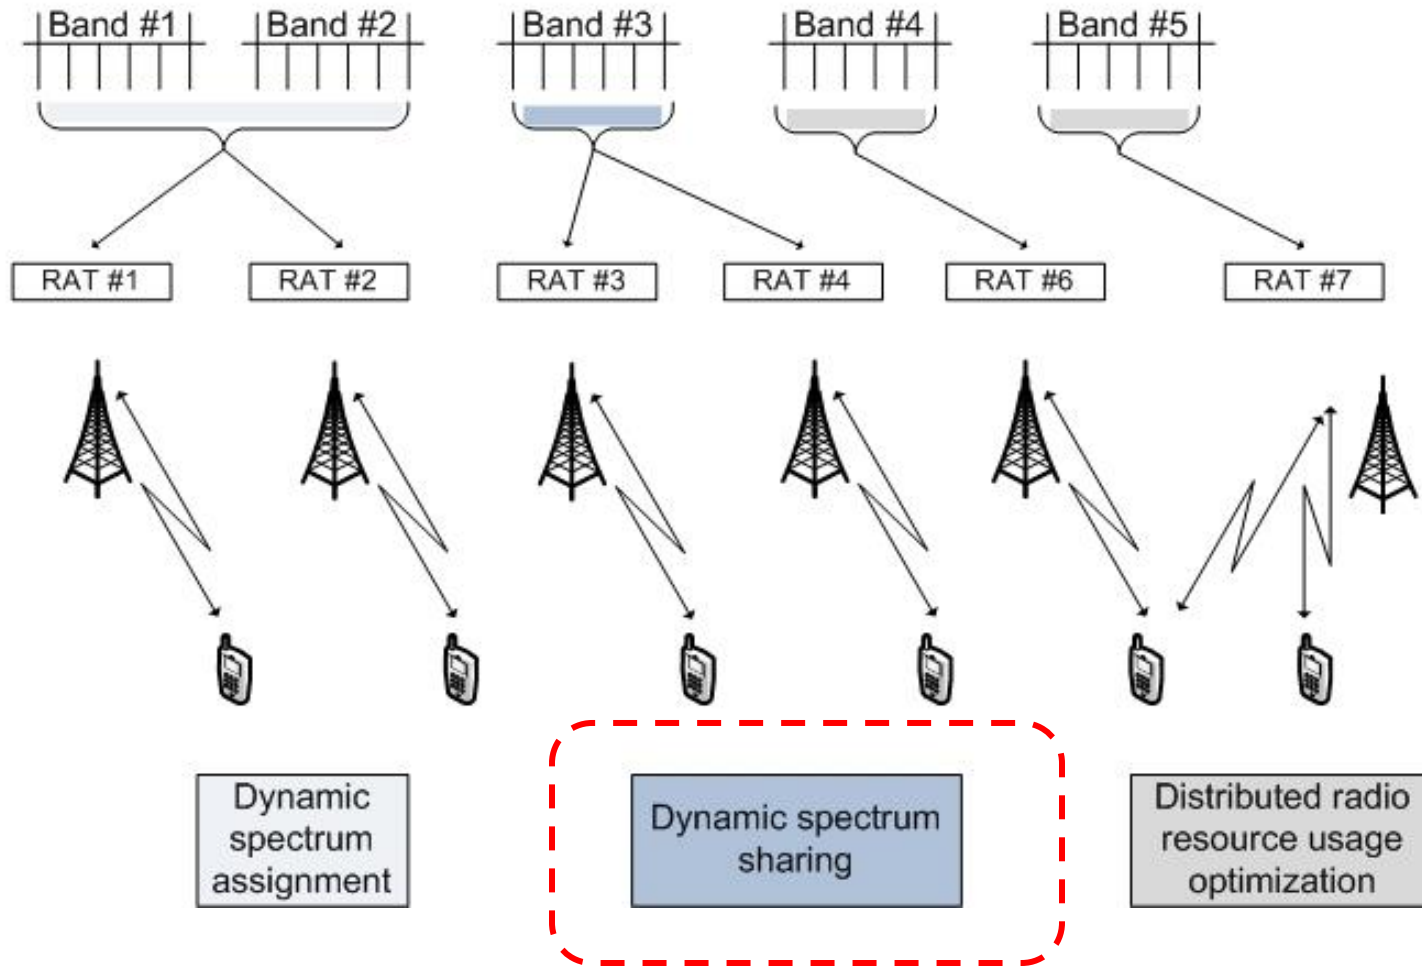 Band #1
Band #2
Band #3
Band #4
Band #5
RAT #1
RAT #2
RAT #3
RAT #4
RAT #6
RAT #7
Dynamic
spectrum
assignment
Dynamic spectrum
sharing
Distributed radio
resource usage
optimization